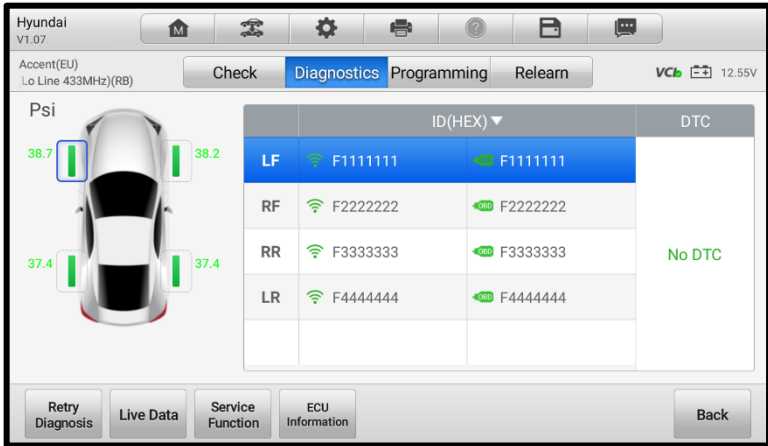 Hyundai
V1.07
M
?
Accent(EU)
Lo Line 433MHz)(RB)
Check
Diagnostics
Programming
Relearn
VCI
12.55V
Psi
38.7
38.2
37.4
37.4
ID(HEX)▼ DTC
LF F1111111 OBD F1111111
RF F2222222 OBD F2222222
RR F3333333 OBD F3333333
LR F4444444 OBD F4444444
No DTC
Retry
Diagnosis
Live Data
Service
Function
ECU
Information
Back